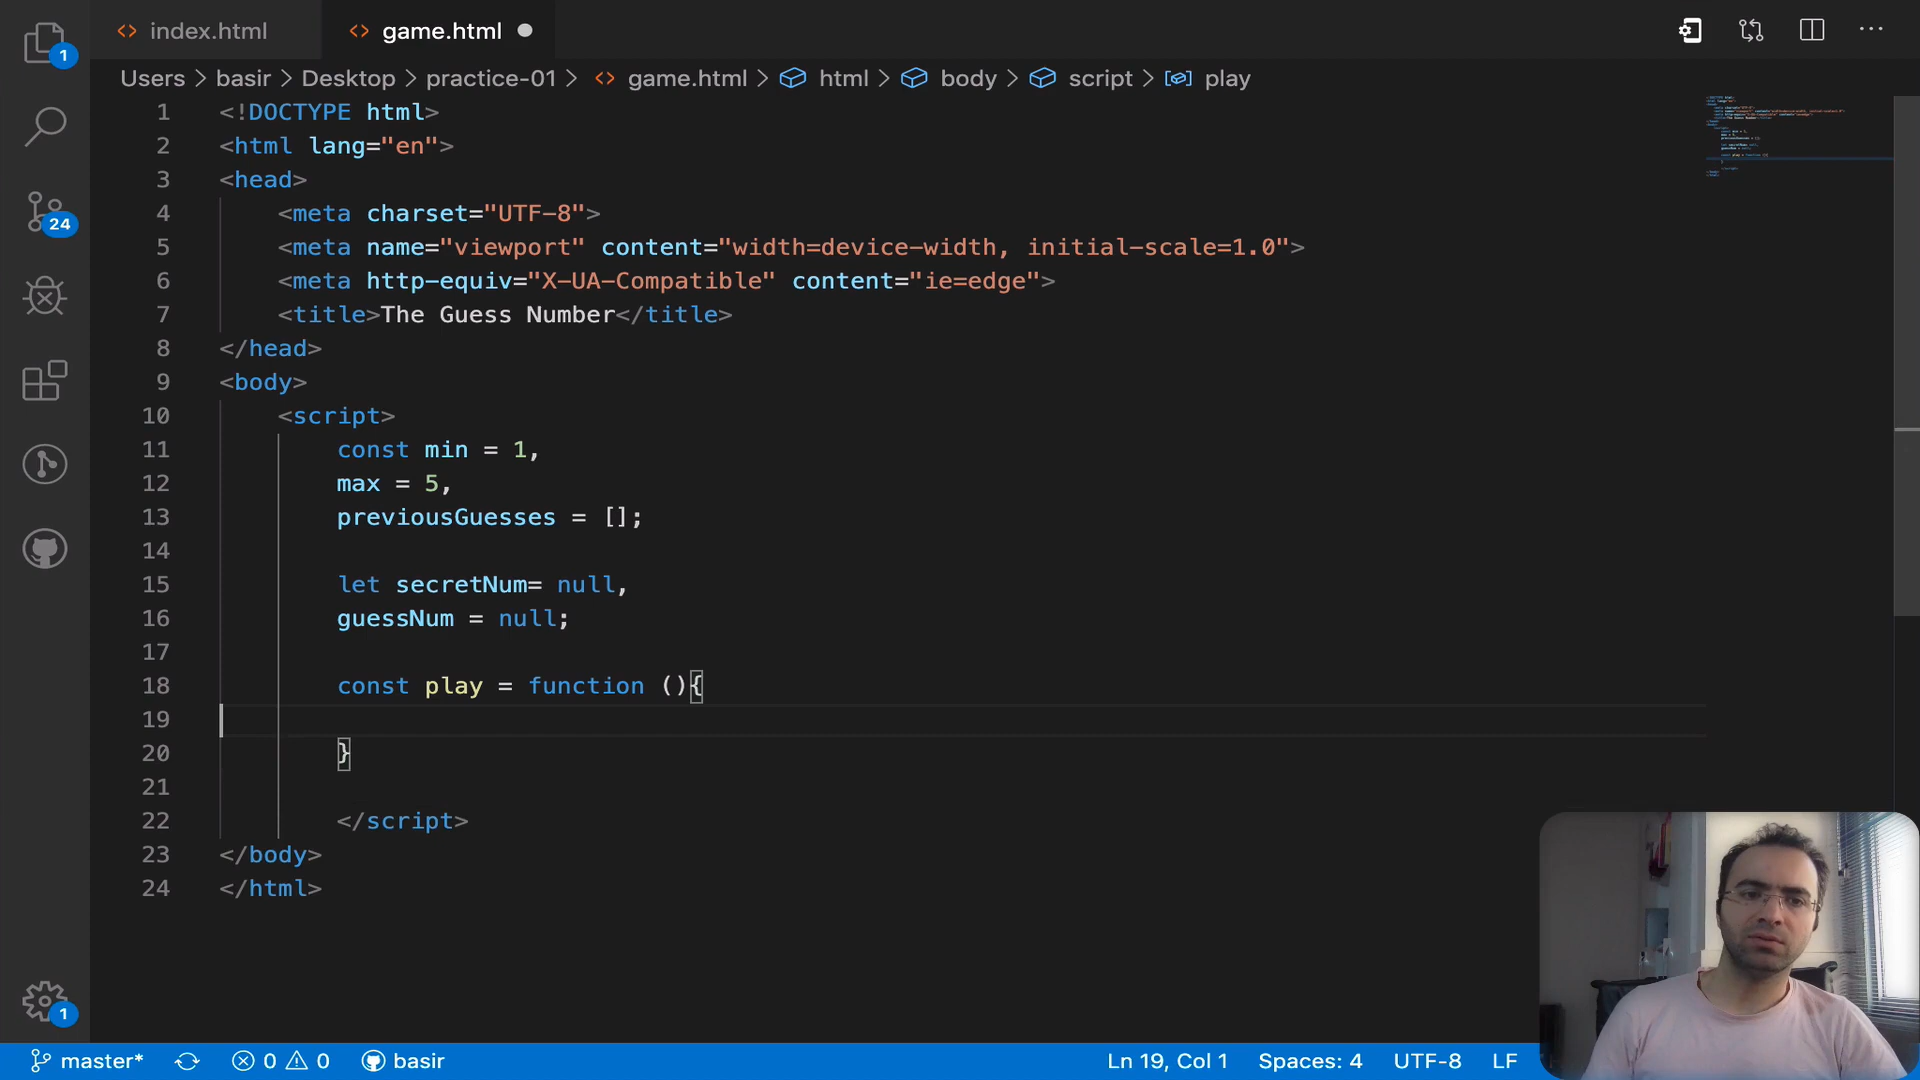 1
index.html
game.html
Users > basir > Desktop > practice-01 > game.html > html > body > script > play
1 <!DOCTYPE html>
2 <html lang="en">
3 <head>
4 <meta charset="UTF-8">
5 <meta name="viewport" content="width=device-width, initial-scale=1.0">
6 <meta http-equiv="X-UA-Compatible" content="ie=edge">
7 <title>The Guess Number</title>
8 </head>
9 <body>
10 <script>
11 const min = 1,
12 max = 5,
13 previousGuesses = [];
14
15 let secretNum= null,
16 guessNum = null;
17
18 const play = function (){
19
20 }
21
22 </script>
23 </body>
24 </html>
24
1
master* 0 0 basir Ln 19, Col 1 Spaces: 4 UTF-8 LF